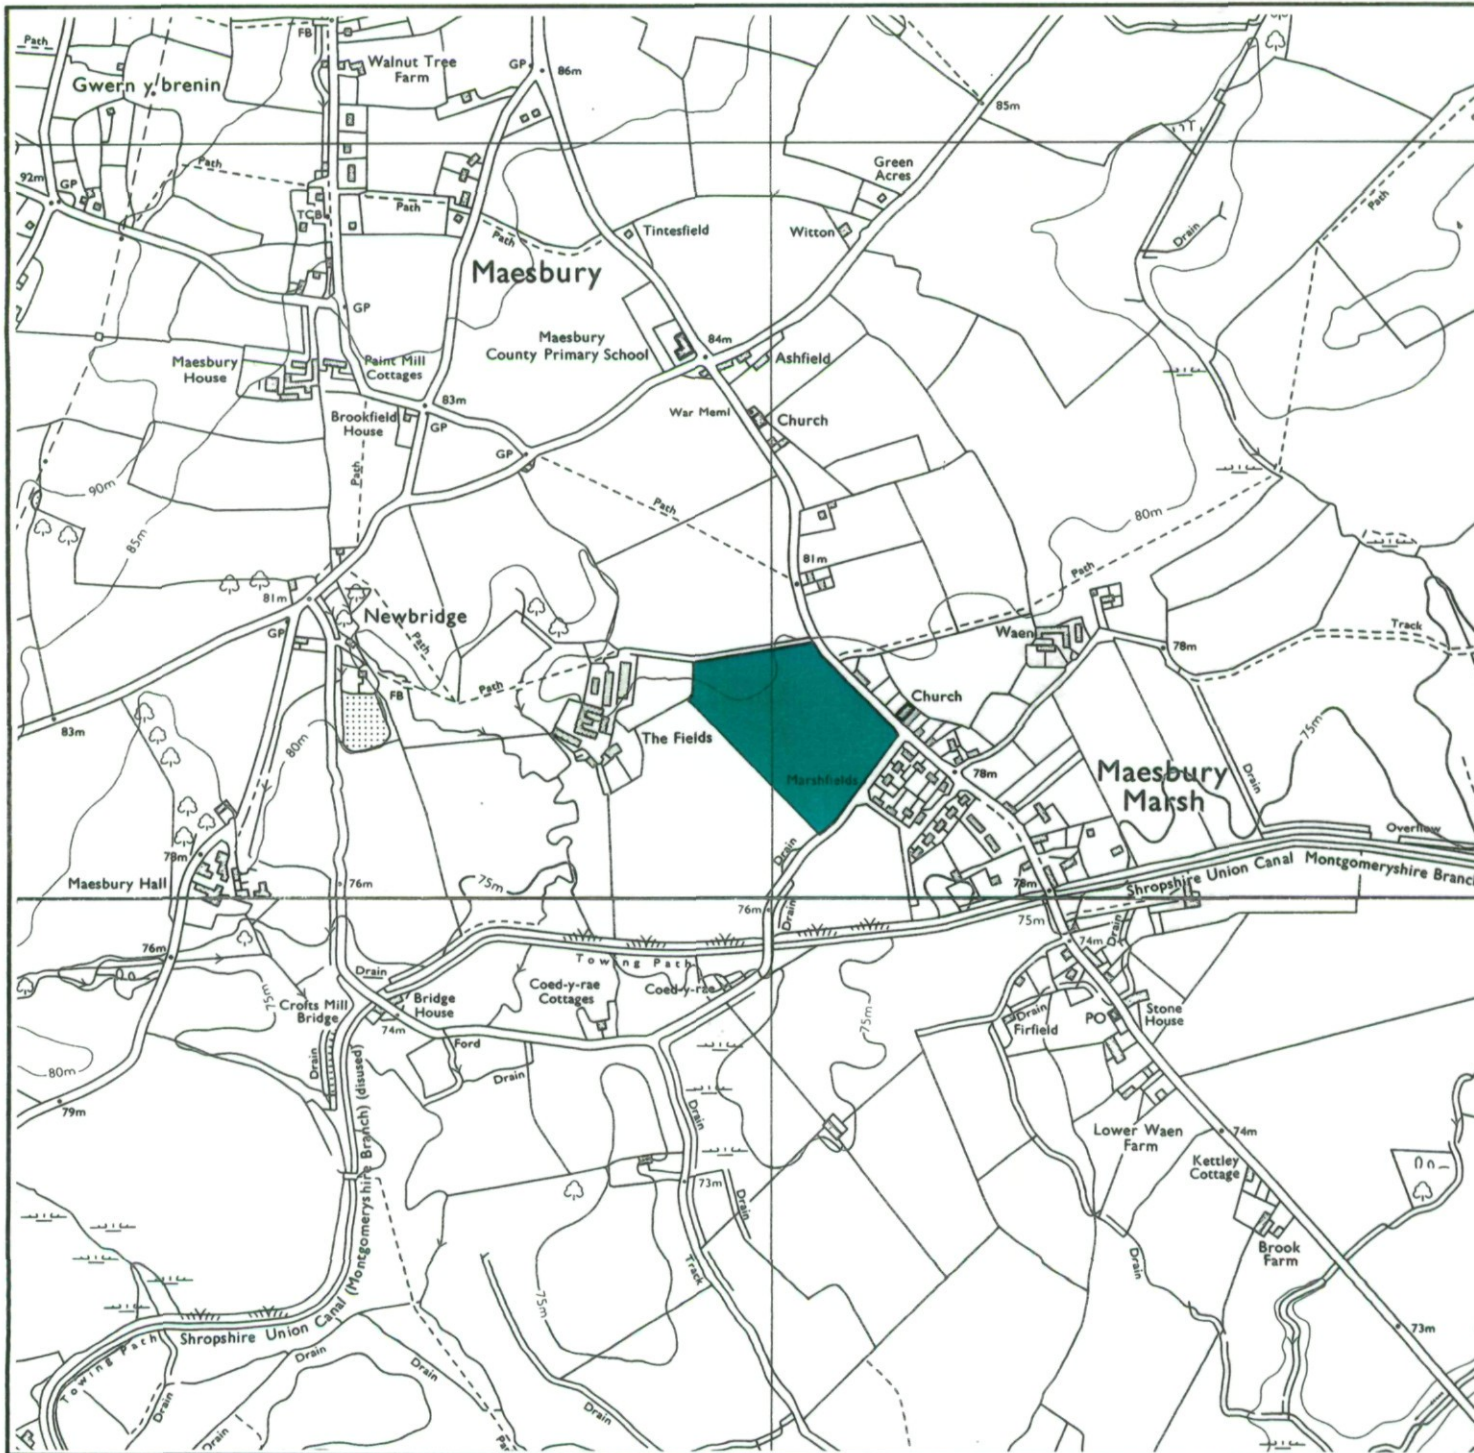 Path
FB
Walnut Tree
Farm
GP
86m
Gwern y brenin
85m
Path
92m
GP
Green
Acres
Path
TCB
Path
Path
Tintesfield
Witton
Drain
Maesbury
GP
Maesbury
County Primary School
84m
Ashfield
Maesbury
House
Paint Mill
Cottages
83m
War Meml
Church
Brookfield
House
GP
GP
Path
Path
90m
85m
80m
81m
Path
81m
Newbridge
GP
Path
Waen
Track
78m
Path
FB
Church
83m
80m
The Fields
75m
Marshfields
78m
Maesbury
Marsh
Drain
Overflow
78m
Drain
Maesbury Hall
76m
75m
78m
Shropshire Union Canal Montgomeryshire Branch
76m
Drain
75m
76m
74m
Drain
Towing Path
Drain
Coed-y-rae
Cottages
Coed-y-rae
75m
Crofts Mill
Bridge
Bridge
House
74m
75m
Drain
Firfield
PO
Stone
House
Ford
Drain
Drain
80m
79m
Drain
Lower Waen
Farm
74m
Kettley
Cottage
73m
Drain
Brook
Farm
Drain
Track
75m
73m
Shropshire Union Canal (Montgomeryshire Branch) (disused)
Towing Path
Drain
Drain
Drain
Drain
Drain